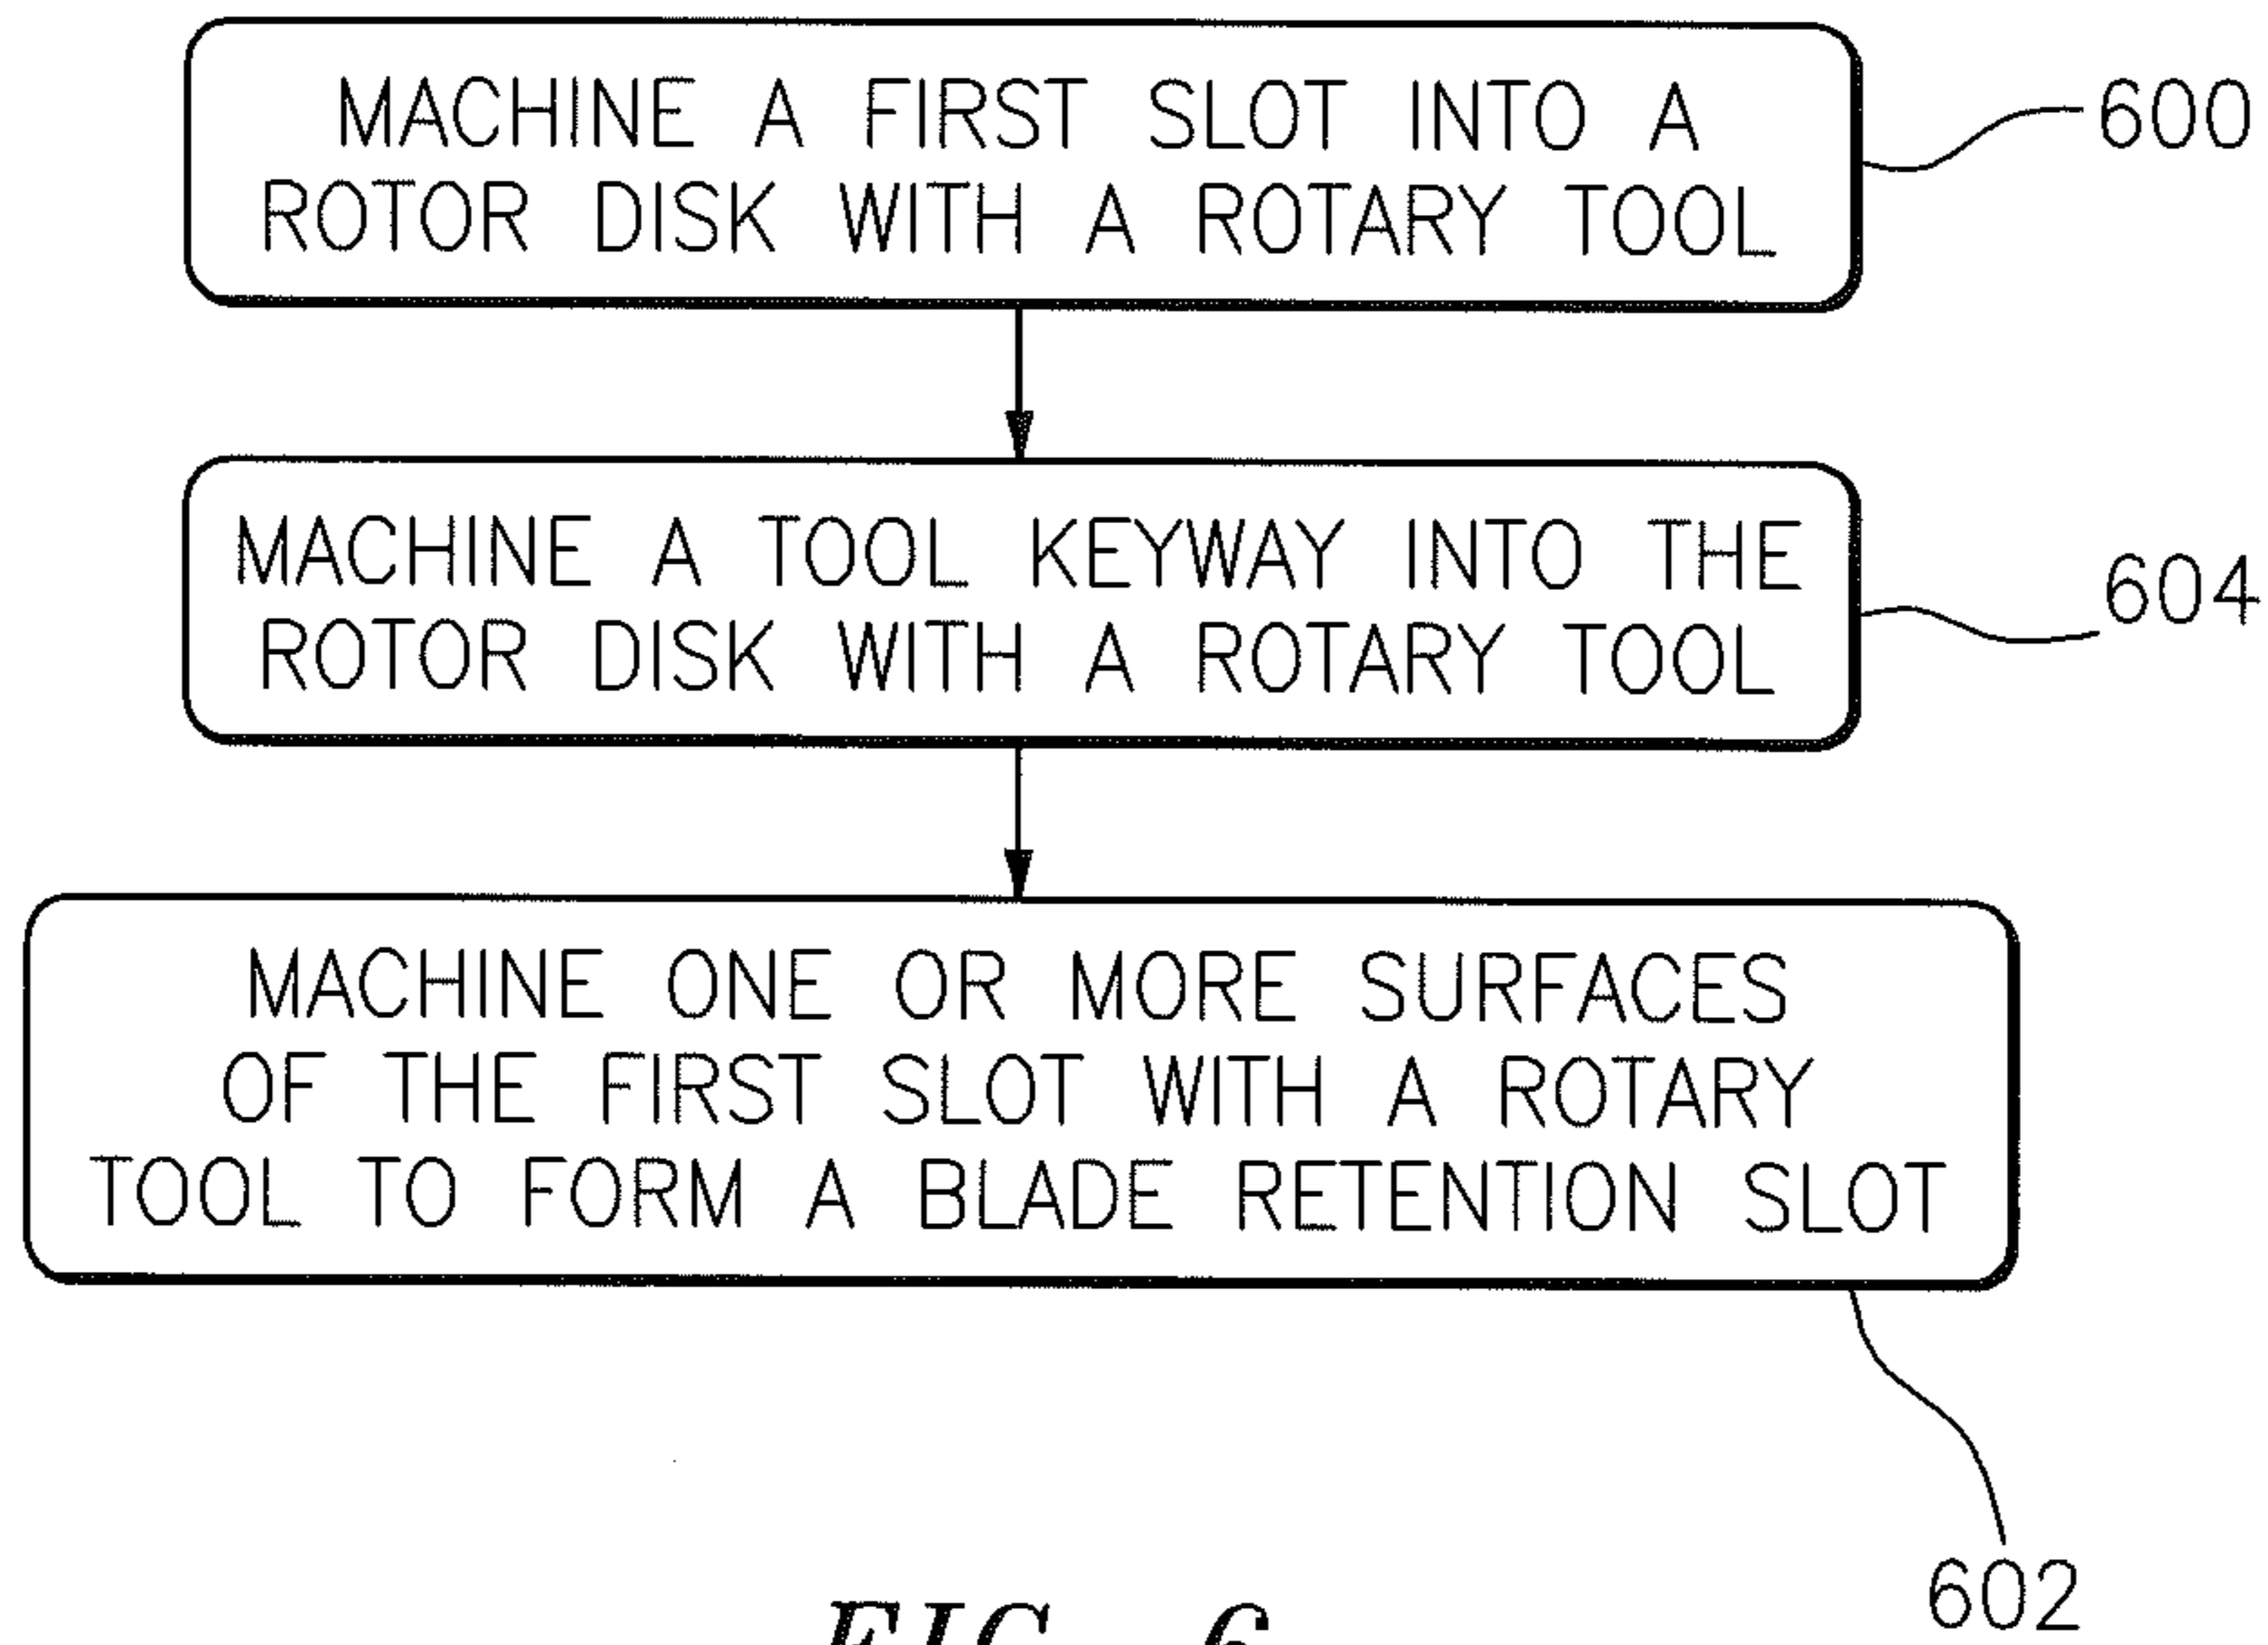 MACHINE A FIRST SLOT INTO A
ROTOR DISK WITH A ROTARY TOOL
600
MACHINE A TOOL KEYWAY INTO THE
ROTOR DISK WITH A ROTARY TOOL
604
MACHINE ONE OR MORE SURFACES
OF THE FIRST SLOT WITH A ROTARY
TOOL TO FORM A BLADE RETENTION SLOT
602
FIG. 6